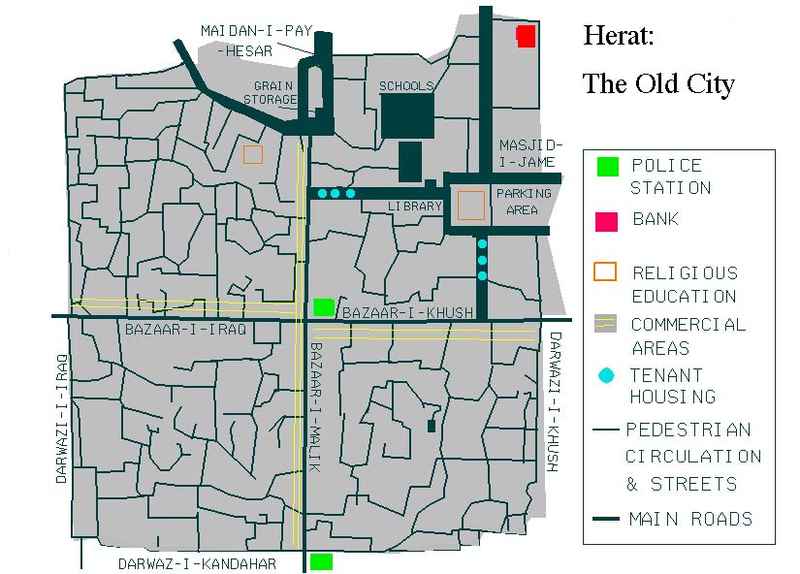 Herat:
The Old City
MAIDAN-I-PAY
-HESAR
GRAIN
STORAGE
SCHOOLS
MASJID-
I-JAME
PARKING
AREA
LIBRARY
BAZAAR-I-KHUSH
BAZAAR-I-IRAQ
BAZAAR-I-MALIK
DARWAZI-I-IRAQ
DARWAZI-I-KHUSH
DARWAZ-I-KANDAHAR
POLICE
STATION
BANK
RELIGIOUS
EDUCATION
COMMERCIAL
AREAS
TENANT
HOUSING
PEDESTRIAN
CIRCULATION
& STREETS
MAIN ROADS